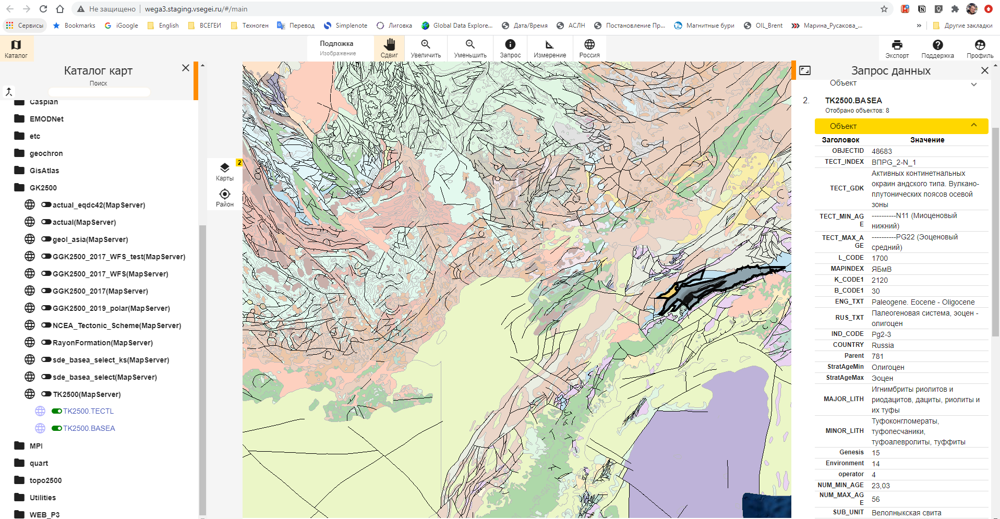 Не защищено
wega3.staging.vsegei.ru/#/main
Сервисы
Bookmarks
iGoogle
English
ВСЕГЕИ
Техноген
Перевод
Simplenote
Лиговка
Global Data Explore...
Дата/Время
АСЛН
Постановление Пр...
Магнитные бури
OIL_Brent
Марина_Русакова_...
»
Другие закладки
Каталог
Подложка
Изображение
Сдвиг
Увеличить
Уменьшить
Запрос
Измерение
Россия
Экспорт
Поддержка
Профиль
Каталог карт
Поиск
Caspian
EMODNet
etc
geochron
GisAtlas
GK2500
actual_eqdc42(MapServer)
actual(MapServer)
geol_asia(MapServer)
GGK2500_2017_WFS_test(MapServer)
GGK2500_2017_WFS(MapServer)
GGK2500_2017(MapServer)
GGK2500_2019_polar(MapServer)
NCEA_Tectonic_Scheme(MapServer)
RayonFormation(MapServer)
sde_basea_select_ks(MapServer)
sde_basea_select(MapServer)
TK2500(MapServer)
TK2500.TECTL
TK2500.BASEA
MPI
quart
topo2500
Utilities
WEB_P3
2
Карты
Район
Запрос данных
Объект
2.
TK2500.BASEA
Отобрано объектов: 8
Объект
Заголовок Значение
OBJECTID 48683
TECT_INDEX ВПPG_2-N_1
TECT_GDK Активных континетнальных
окраин андского типа. Вулкано-
плутонических поясов осевой
зоны
TECT_MIN_AG
E
----------N11 (Миоценовый
нижний)
TECT_MAX_A
GE
----------PG22 (Эоценовый
средний)
L_CODE 1700
MAPINDEX ЯБмВ
K_CODE1 2120
B_CODE1 30
ENG_TXT Paleogene. Eocene - Oligocene
RUS_TXT Палеогеновая система, эоцен -
олигоцен
IND_CODE Pg2-3
COUNTRY Russia
Parent 781
StratAgeMin Олигоцен
StratAgeMax Эоцен
MAJOR_LITH Игнимбриты риолитов и
риодацитов, дациты, риолиты и
их туфы
MINOR_LITH Туфоконгломераты,
туфопесчаники,
туфоалевролиты, туффиты
Genesis 15
Environment 14
operator 4
NUM_MIN_AGE 23,03
NUM_MAX_AG
E
56
SUB_UNIT Велолныкская свита